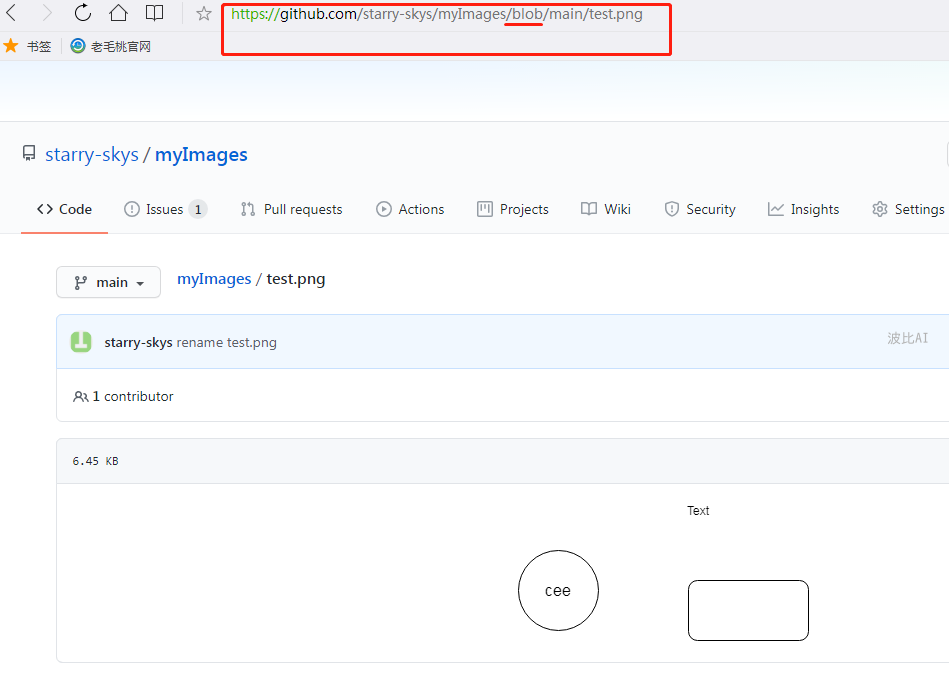 https://github.com/starry-skys/myImages/blob/main/test.png
书签 老毛桃官网
starry-skys / myImages
Code Issues 1 Pull requests Actions Projects Wiki Security Insights Settings
main myImages / test.png
starry-skys rename test.png 波比AI
1 contributor
6.45 KB
Text
cee